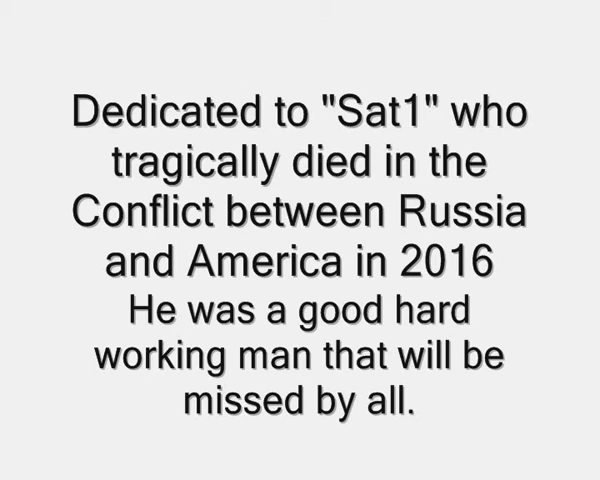 Dedicated to "Sat1" who
tragically died in the
Conflict between Russia
and America in 2016
He was a good hard
working man that will be
missed by all.